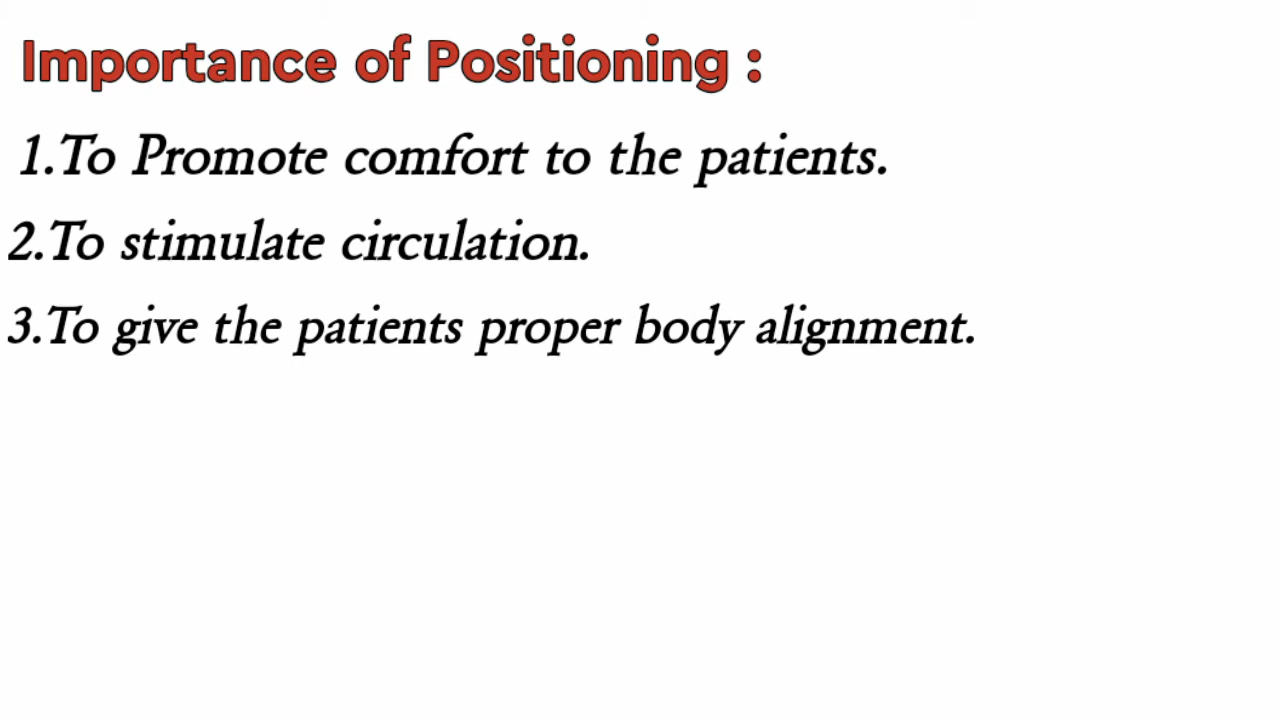 Importance of Positioning :
1.To Promote comfort to the patients.
2.To stimulate circulation.
3.To give the patients proper body alignment.